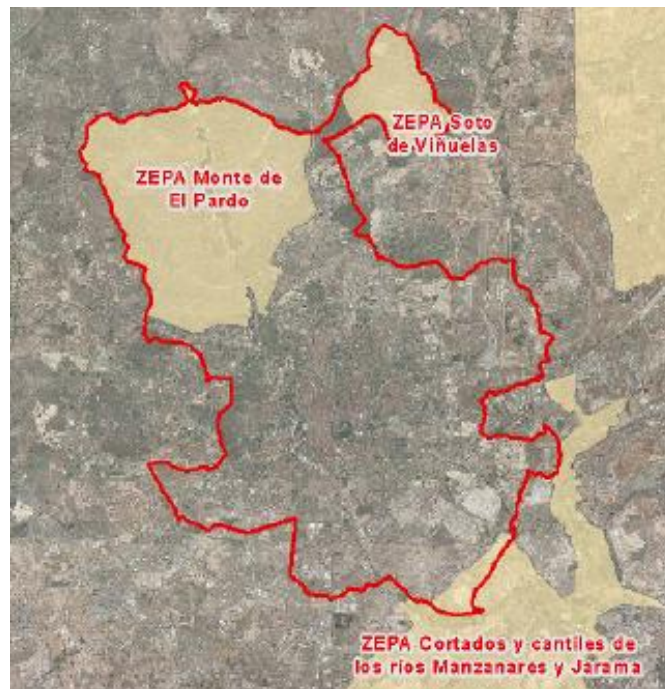 ZEPA Soto
de Viñuelas
ZEPA Monte de
El Pardo
ZEPA Cortados y cantiles de
los ríos Manzanares y Jarama